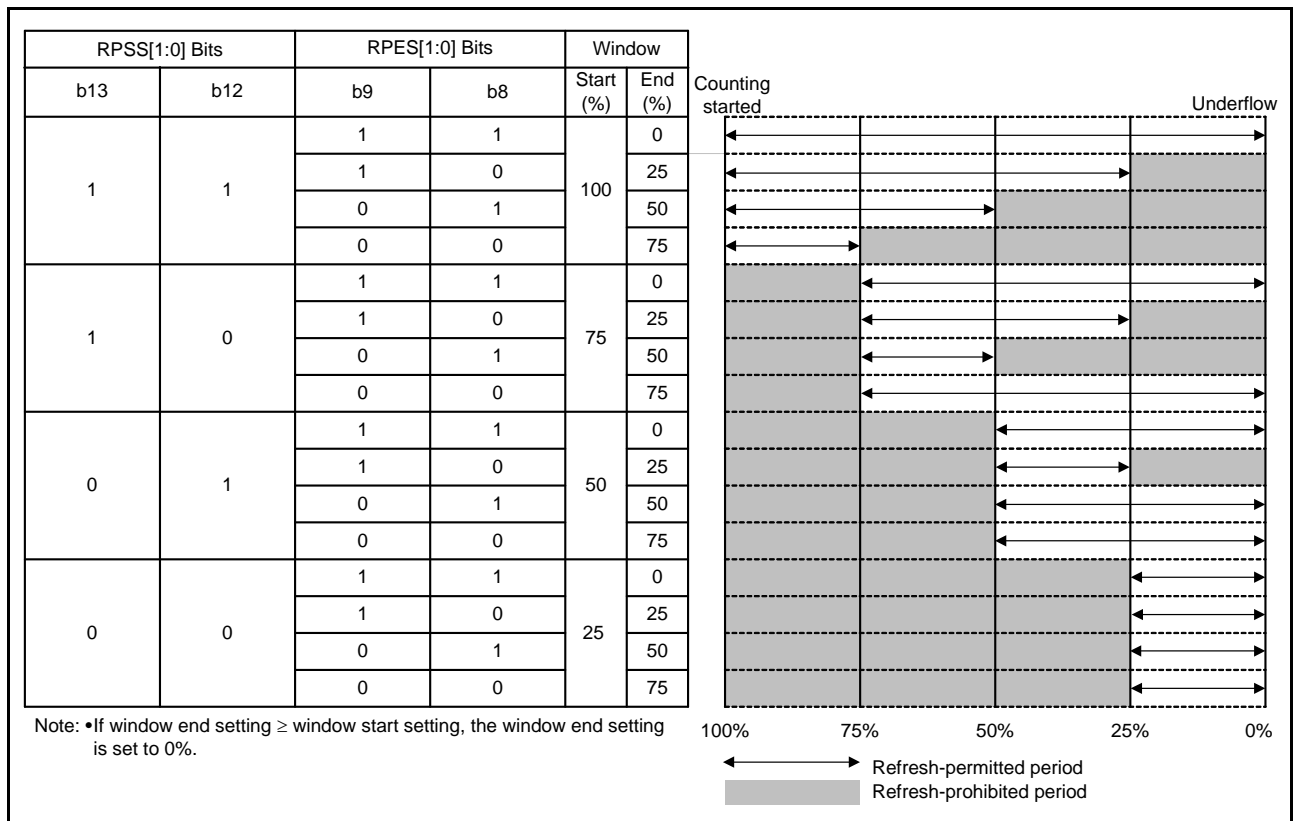 RPSS[1:0] Bits RPES[1:0] Bits Window
b13 b12 b9 b8 Start (%) End (%)
Counting started Underflow
1 1 1 1 100 0
1 0 25
0 1 50
0 0 75
1 0 1 1 75 0
1 0 25
0 1 50
0 0 75
0 1 1 1 50 0
1 0 25
0 1 50
0 0 75
0 0 1 1 25 0
1 0 25
0 1 50
0 0 75
Note: •If window end setting ≥ window start setting, the window end setting
is set to 0%.
100% 75% 50% 25% 0%
Refresh-permitted period
Refresh-prohibited period